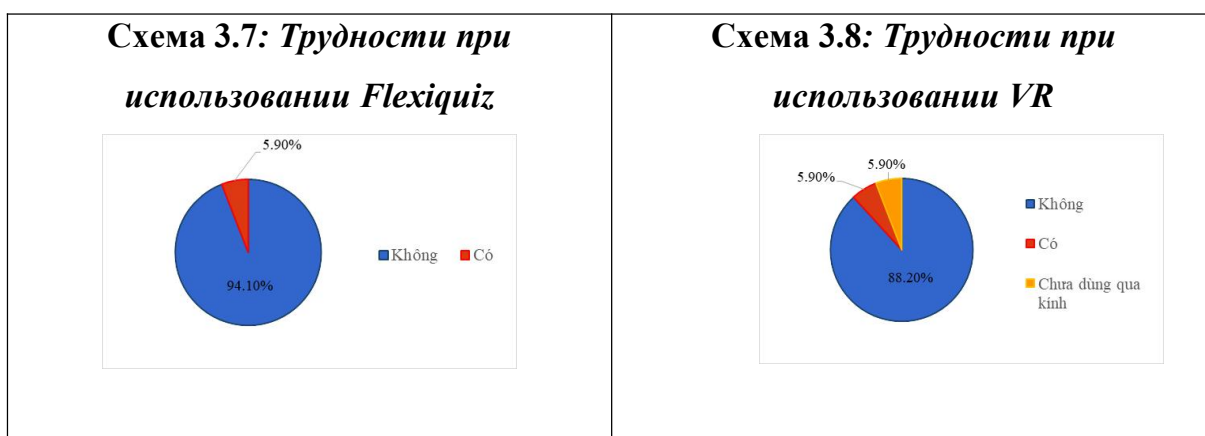 Схема 3.7: Трудности при
использовании Flexiquiz
5.90%
94.10%
Không
Có
Схема 3.8: Трудности при
использовании VR
5.90%
5.90%
88.20%
Không
Có
Chưa dùng qua
kính